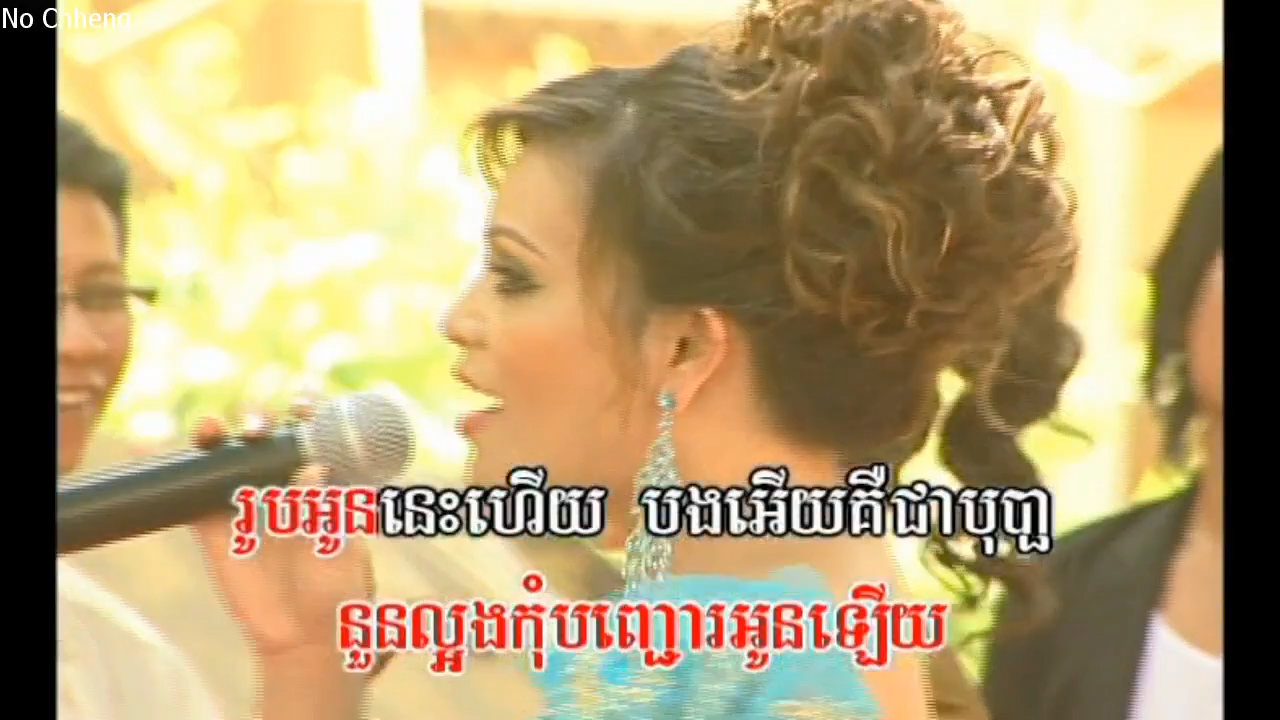 No Chheng
រូបអូននេះហើយ បងអើយគឺជាបុប្ផា
នួនល្អងកុំបញ្ជោរអូនឡើយ